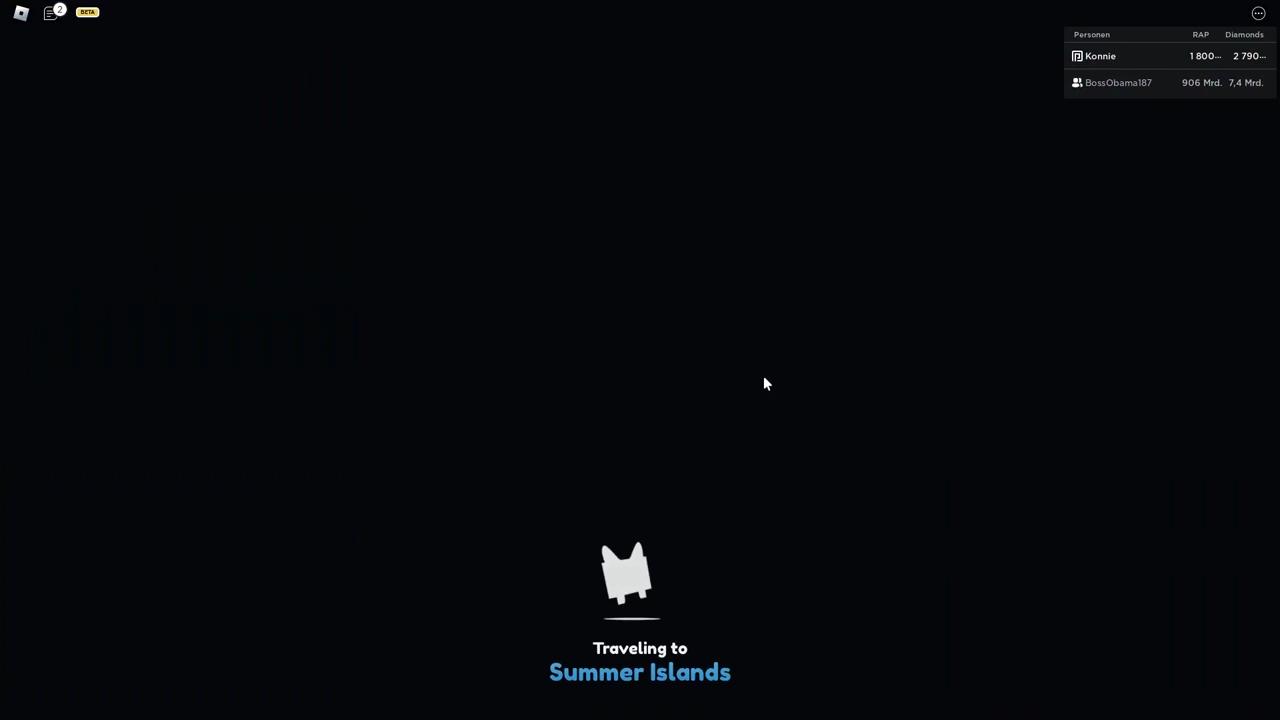 2
BETA
Personen RAP Diamonds
Konnie 1 800... 2 790...
BossObama187 906 Mrd. 7,4 Mrd.
Traveling to
Summer Islands